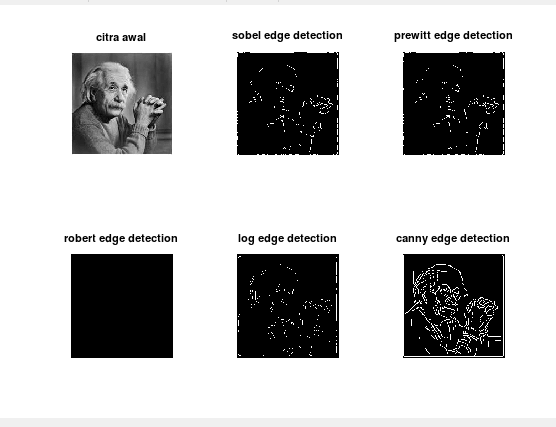 citra awal
sobel edge detection
prewitt edge detection
robert edge detection
log edge detection
canny edge detection